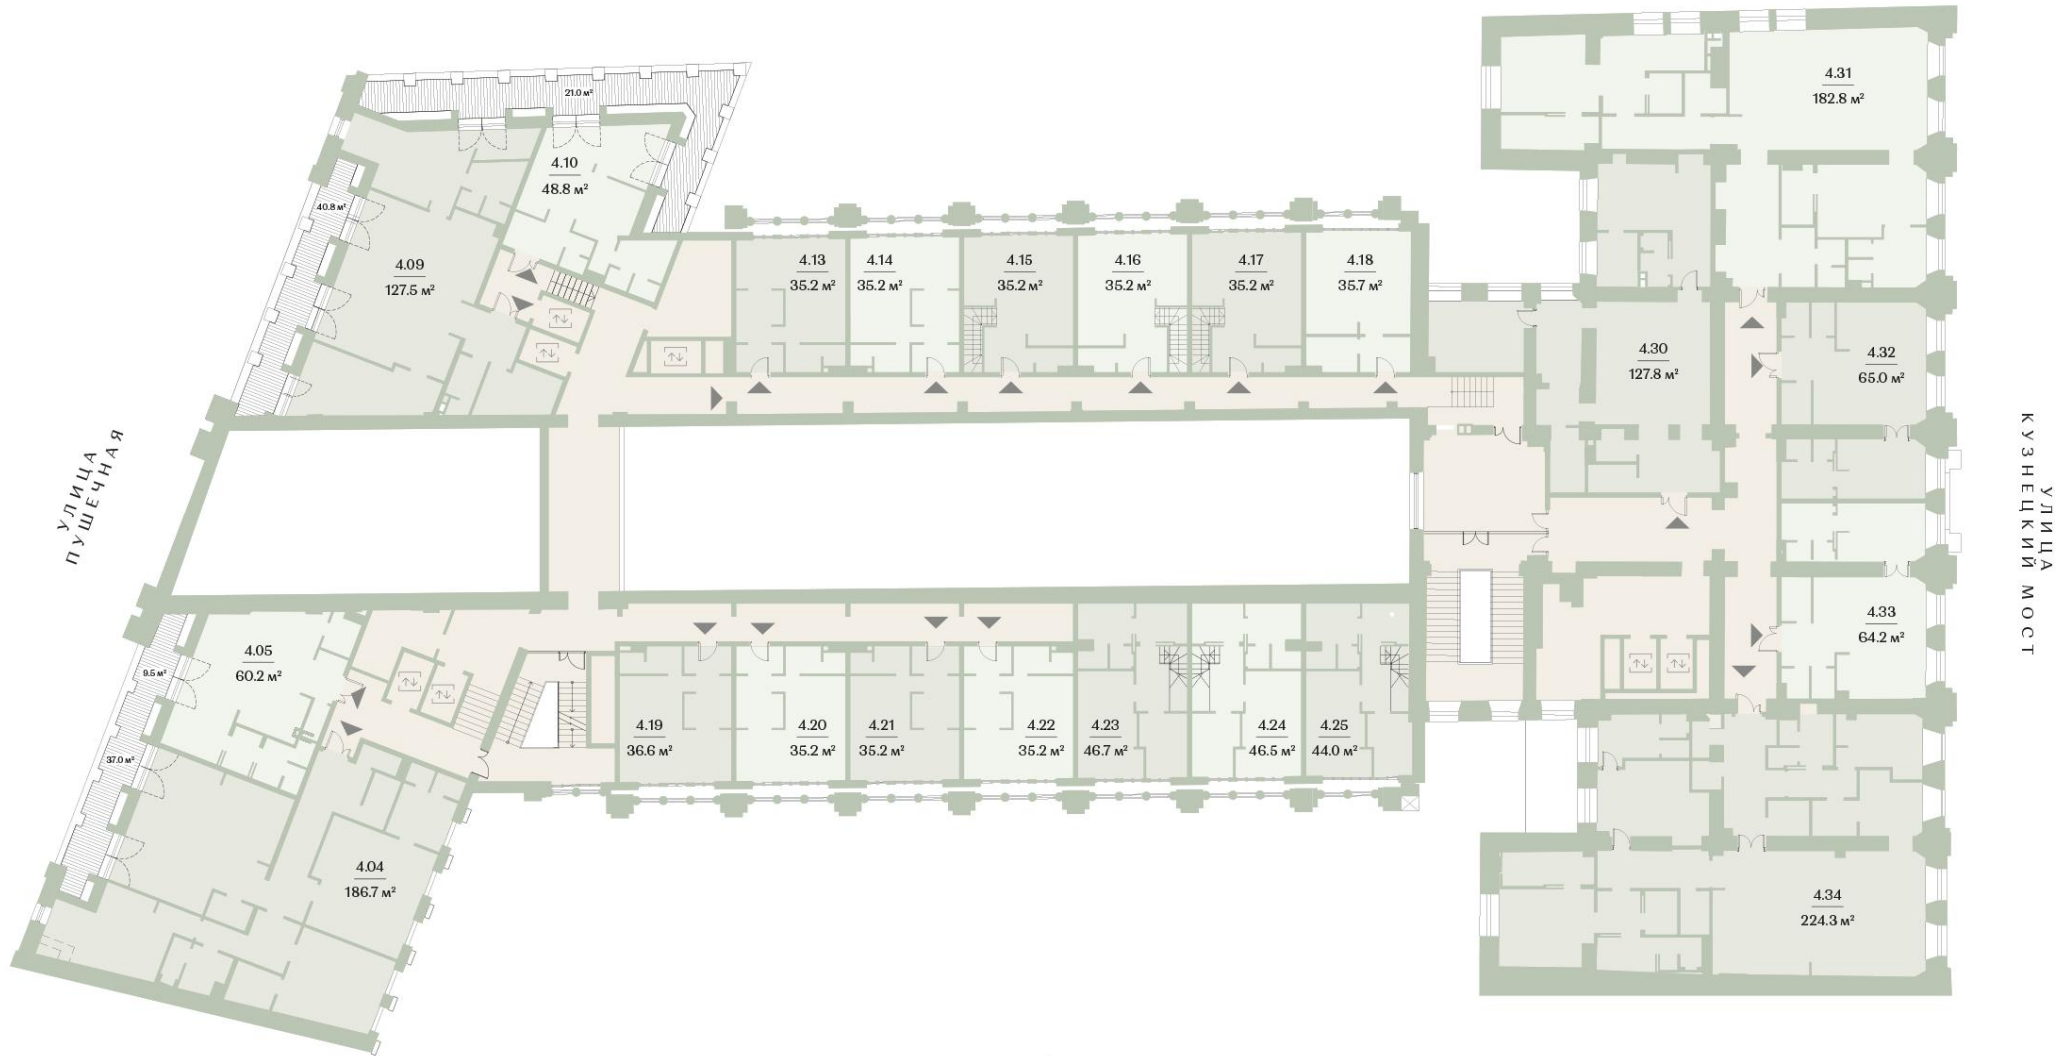 21.0 м²
4.10
48.8 м²
40.8 м²
4.09
127.5 м²
4.13
35.2 м²
4.14
35.2 м²
4.15
35.2 м²
4.16
35.2 м²
4.17
35.2 м²
4.18
35.7 м²
4.31
182.8 м²
4.30
127.8 м²
4.32
65.0 м²
УЛИЦА
ПУШЕЧНАЯ
УЛИЦА
КУЗНЕЦКИЙ МОСТ
4.33
64.2 м²
4.05
60.2 м²
9.5 м²
37.0 м²
4.04
186.7 м²
4.19
36.6 м²
4.20
35.2 м²
4.21
35.2 м²
4.22
35.2 м²
4.23
46.7 м²
4.24
46.5 м²
4.25
44.0 м²
4.34
224.3 м²